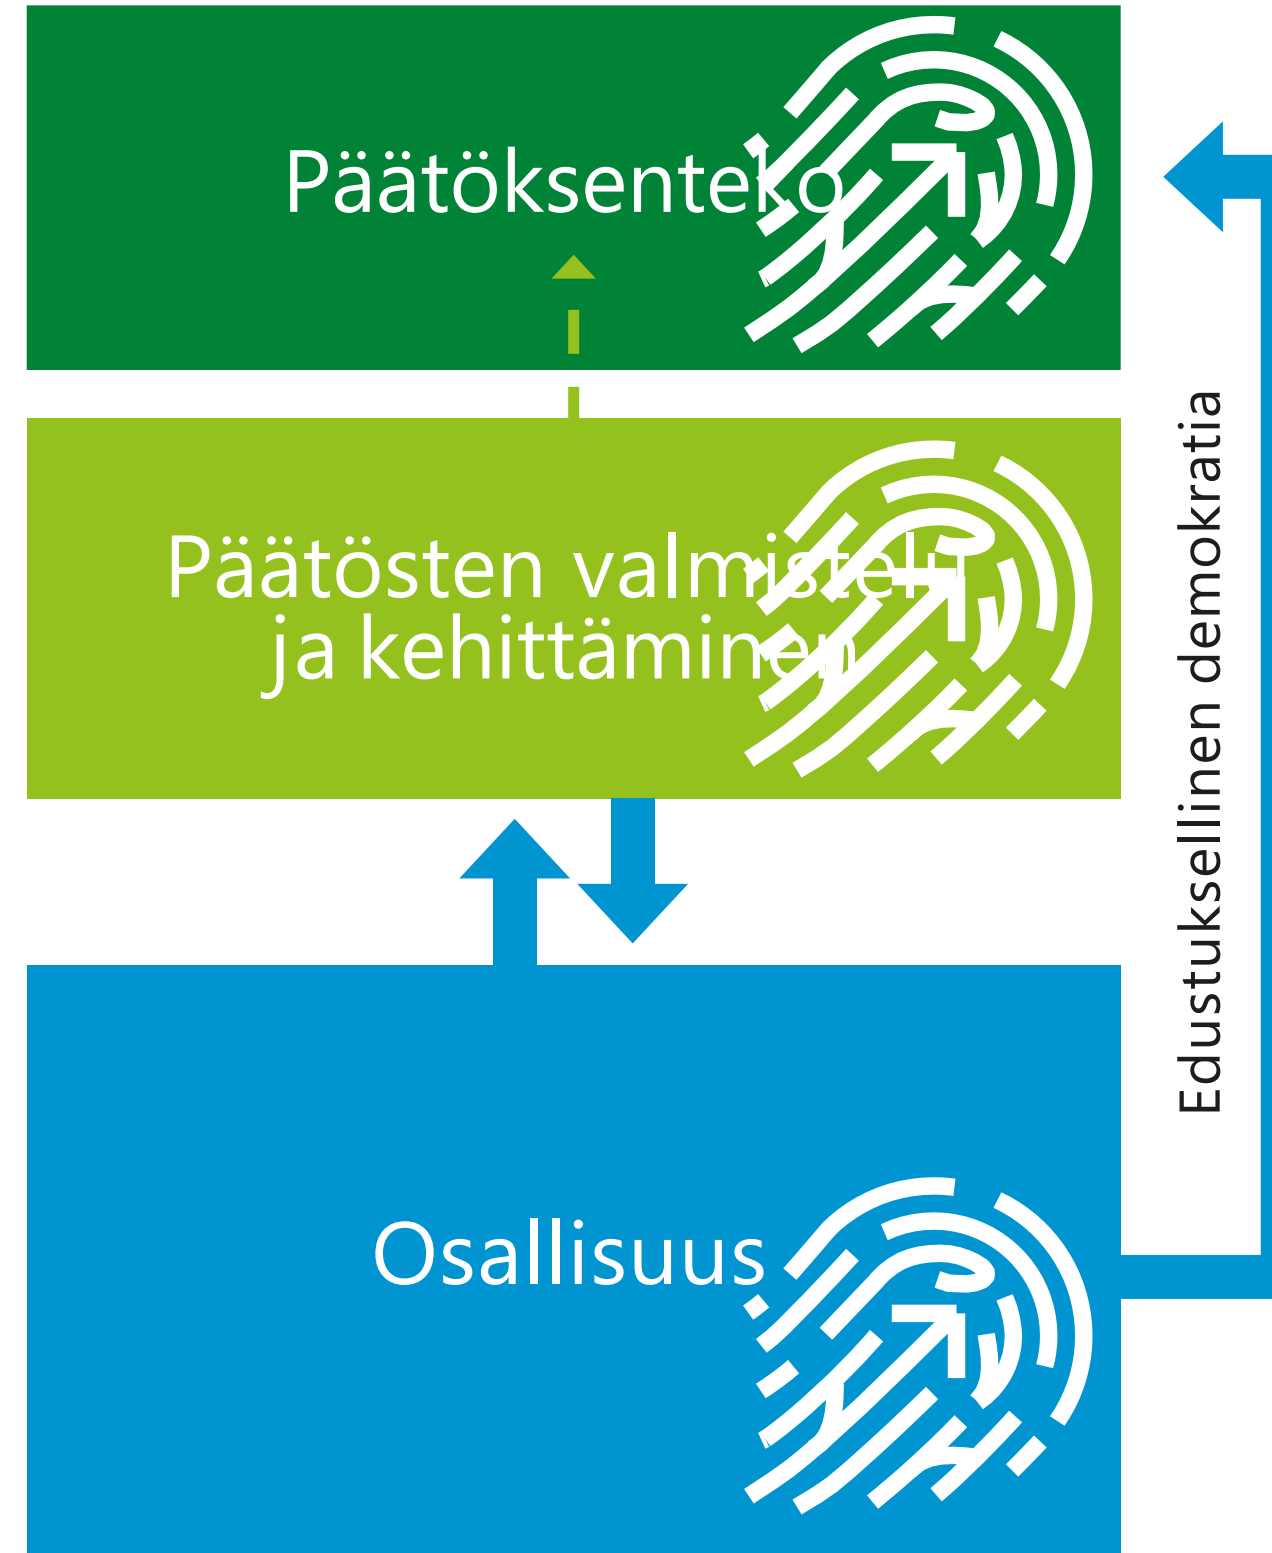 Päätöksenteko
Päätösten valmistelu
ja kehittäminen
Edustuksellinen demokratia
Osallisuus